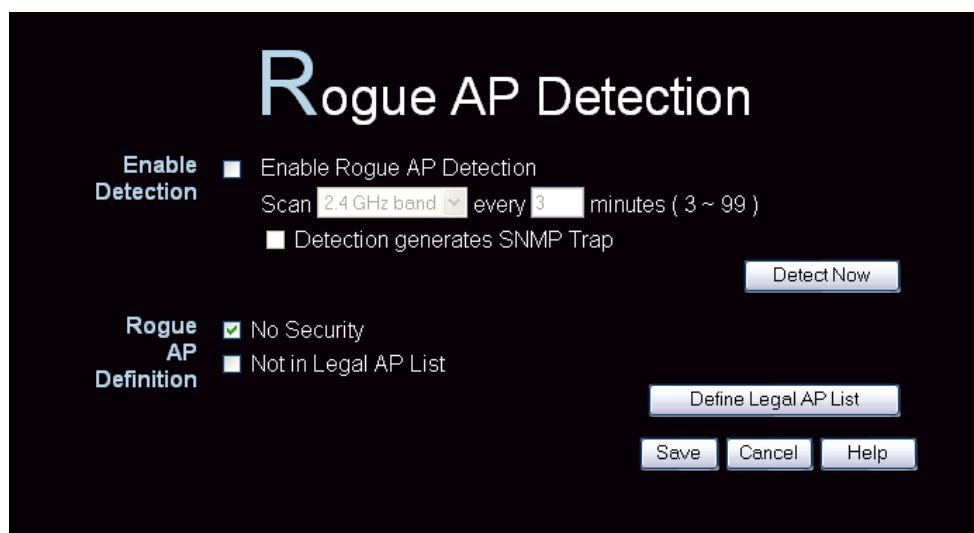 Rogue AP Detection
Enable Detection
Enable Rogue AP Detection
Scan 2.4 GHz band every 3 minutes ( 3 ~ 99 )
Detection generates SNMP Trap
Detect Now
Rogue AP Definition
No Security
Not in Legal AP List
Define Legal AP List
Save Cancel Help